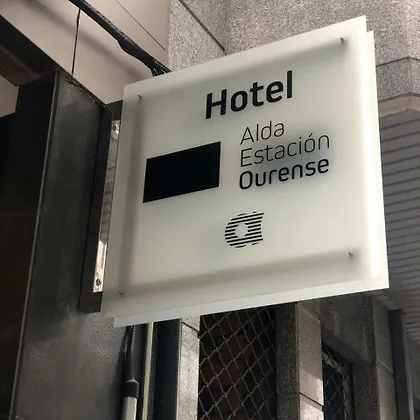 Hotel
Alda
Estación
Ourense